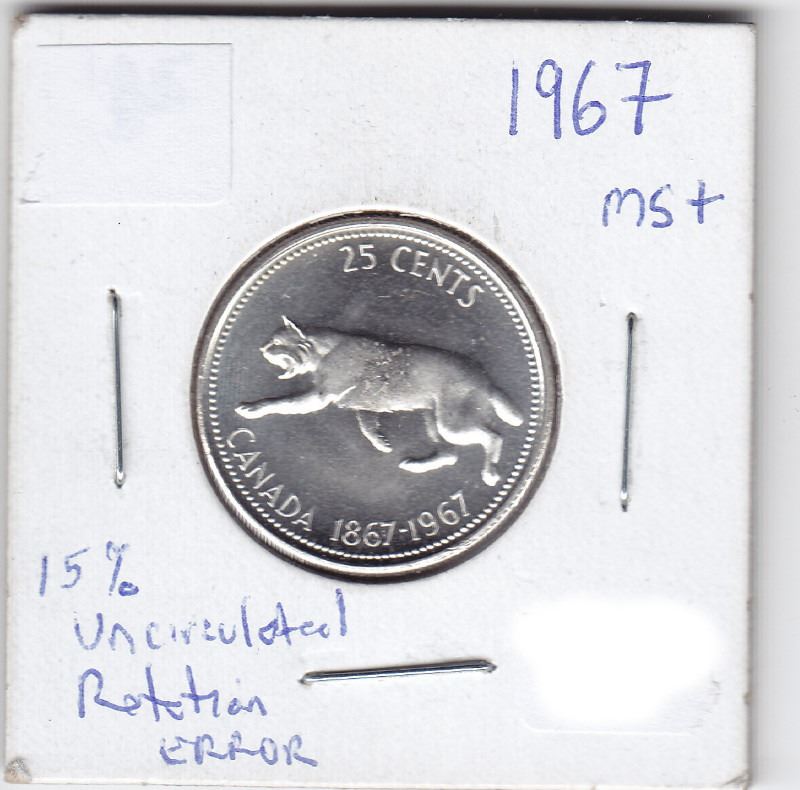 1967
MS+
25 CENTS
CANADA 1867-1967
15%
Uncirculated
Rotation
ERROR